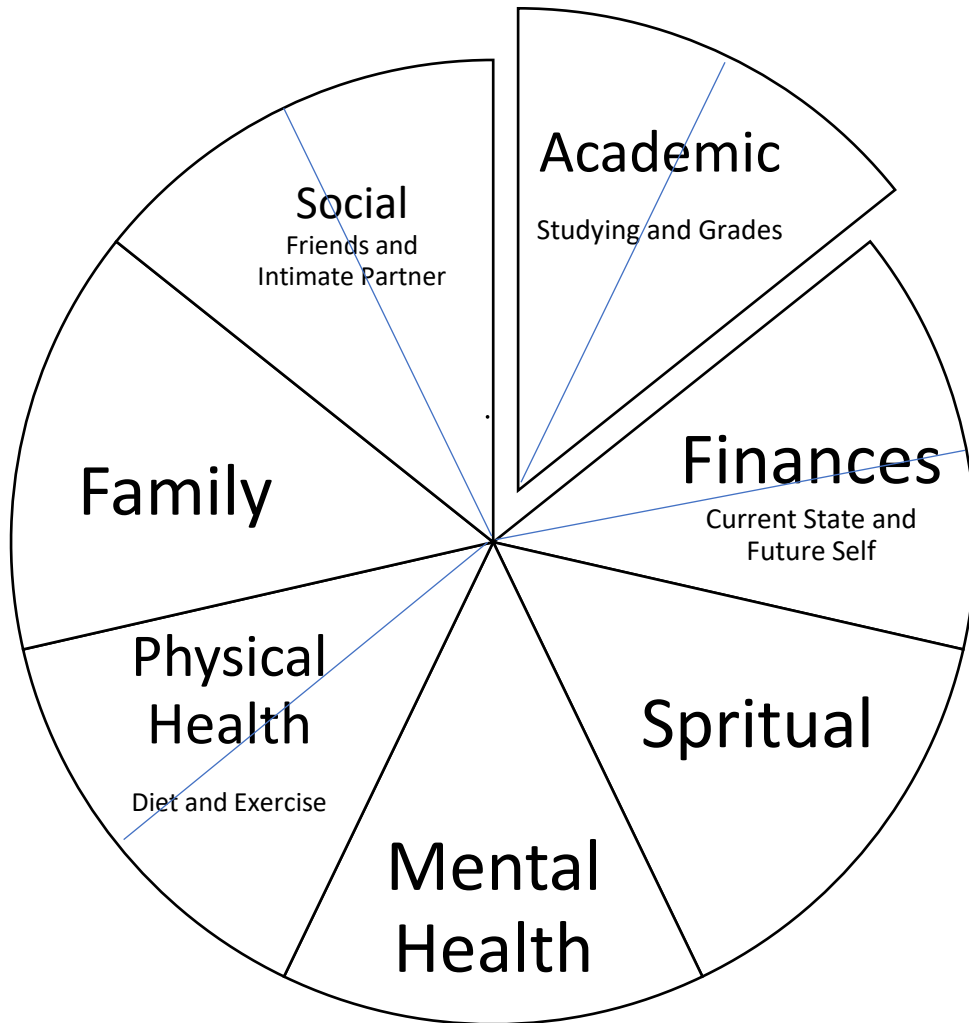 Academic
Studying and Grades
Social
Friends and
Intimate Partner
Finances
Current State and
Future Self
Family
Physical
Health
Diet and Exercise
Spritual
Mental
Health